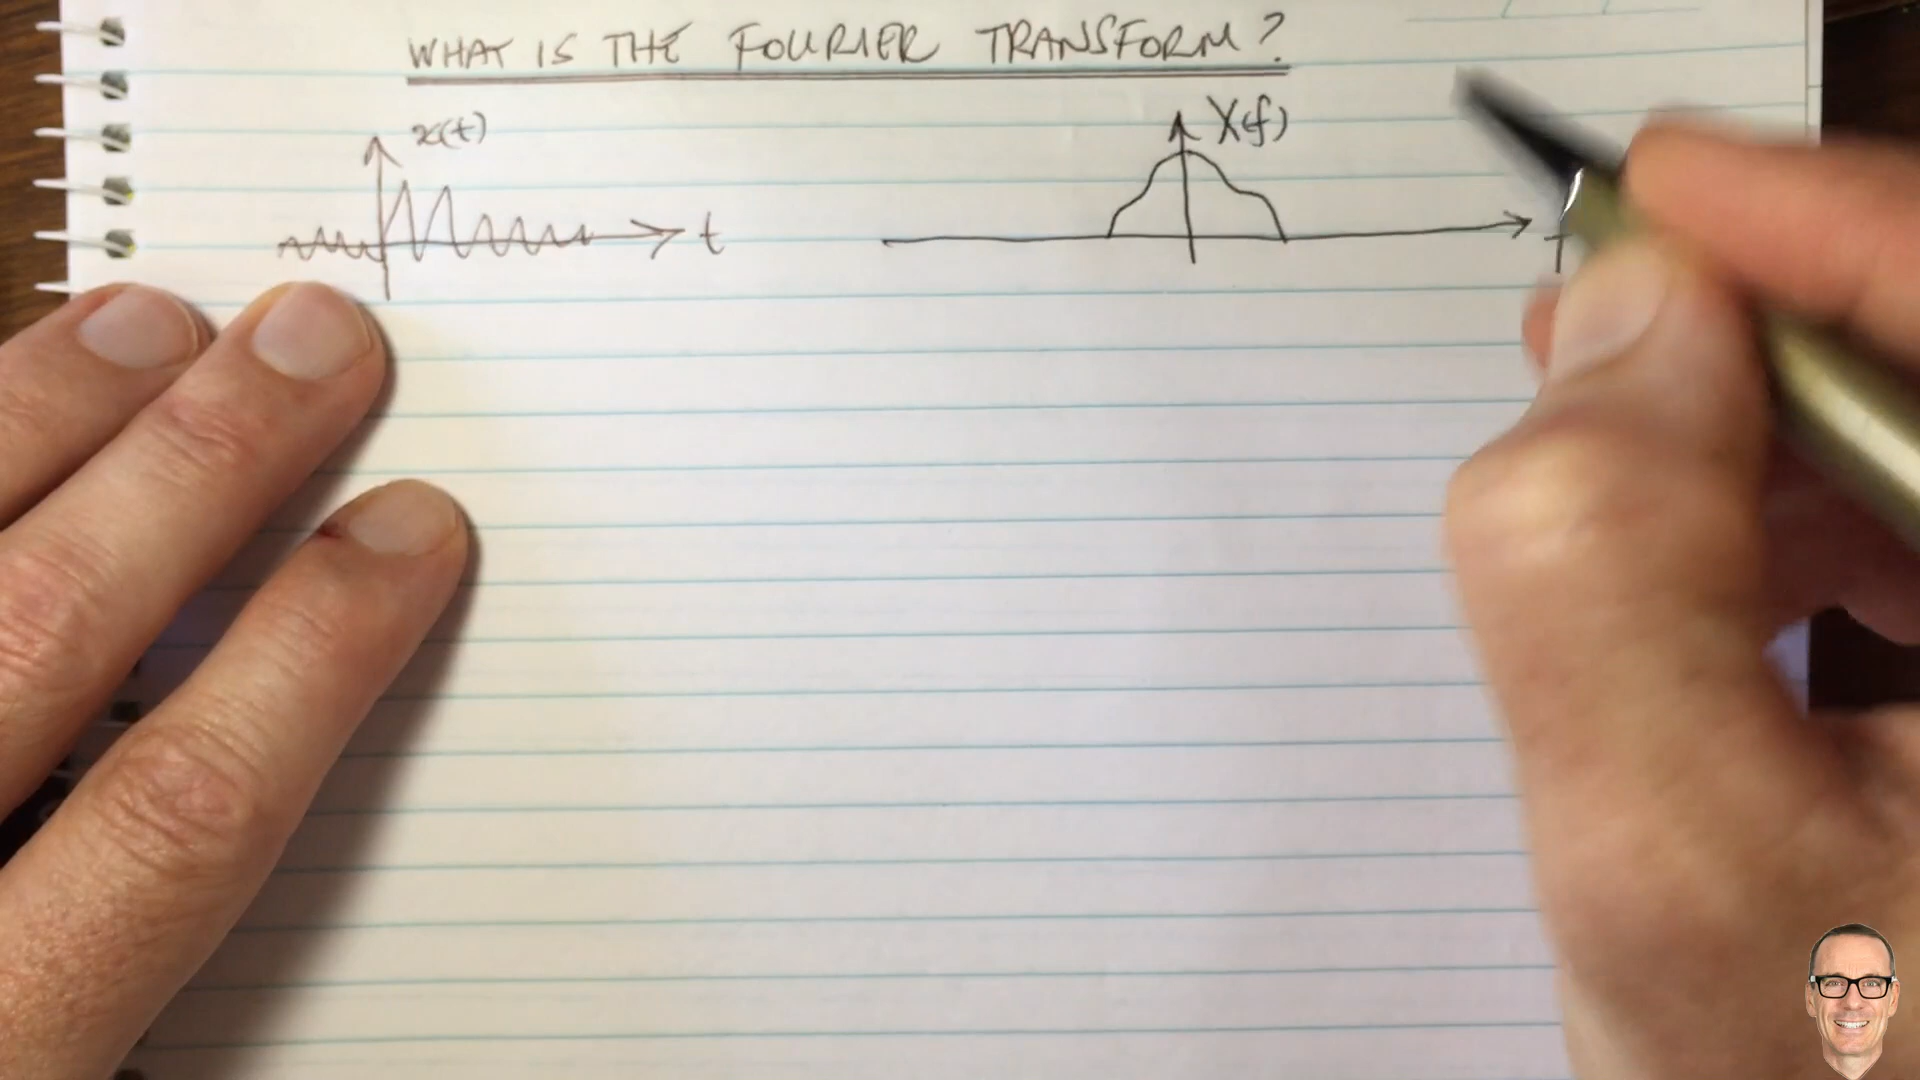 WHAT IS THE FOURIER TRANSFORM?
x(t)
X(f)
t